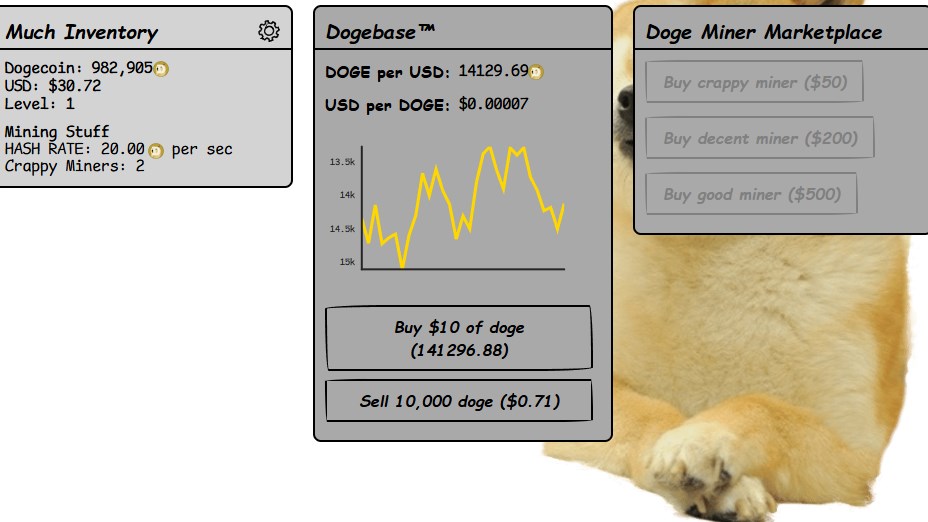 Much Inventory
Dogecoin: 982,905
USD: $30.72
Level: 1
Mining Stuff
HASH RATE: 20.00 per sec
Crappy Miners: 2
Dogebase™
DOGE per USD: 14129.69
USD per DOGE: $0.00007
13.5k
14k
14.5k
15k
Buy $10 of doge
(141296.88)
Sell 10,000 doge ($0.71)
Doge Miner Marketplace
Buy crappy miner ($50)
Buy decent miner ($200)
Buy good miner ($500)